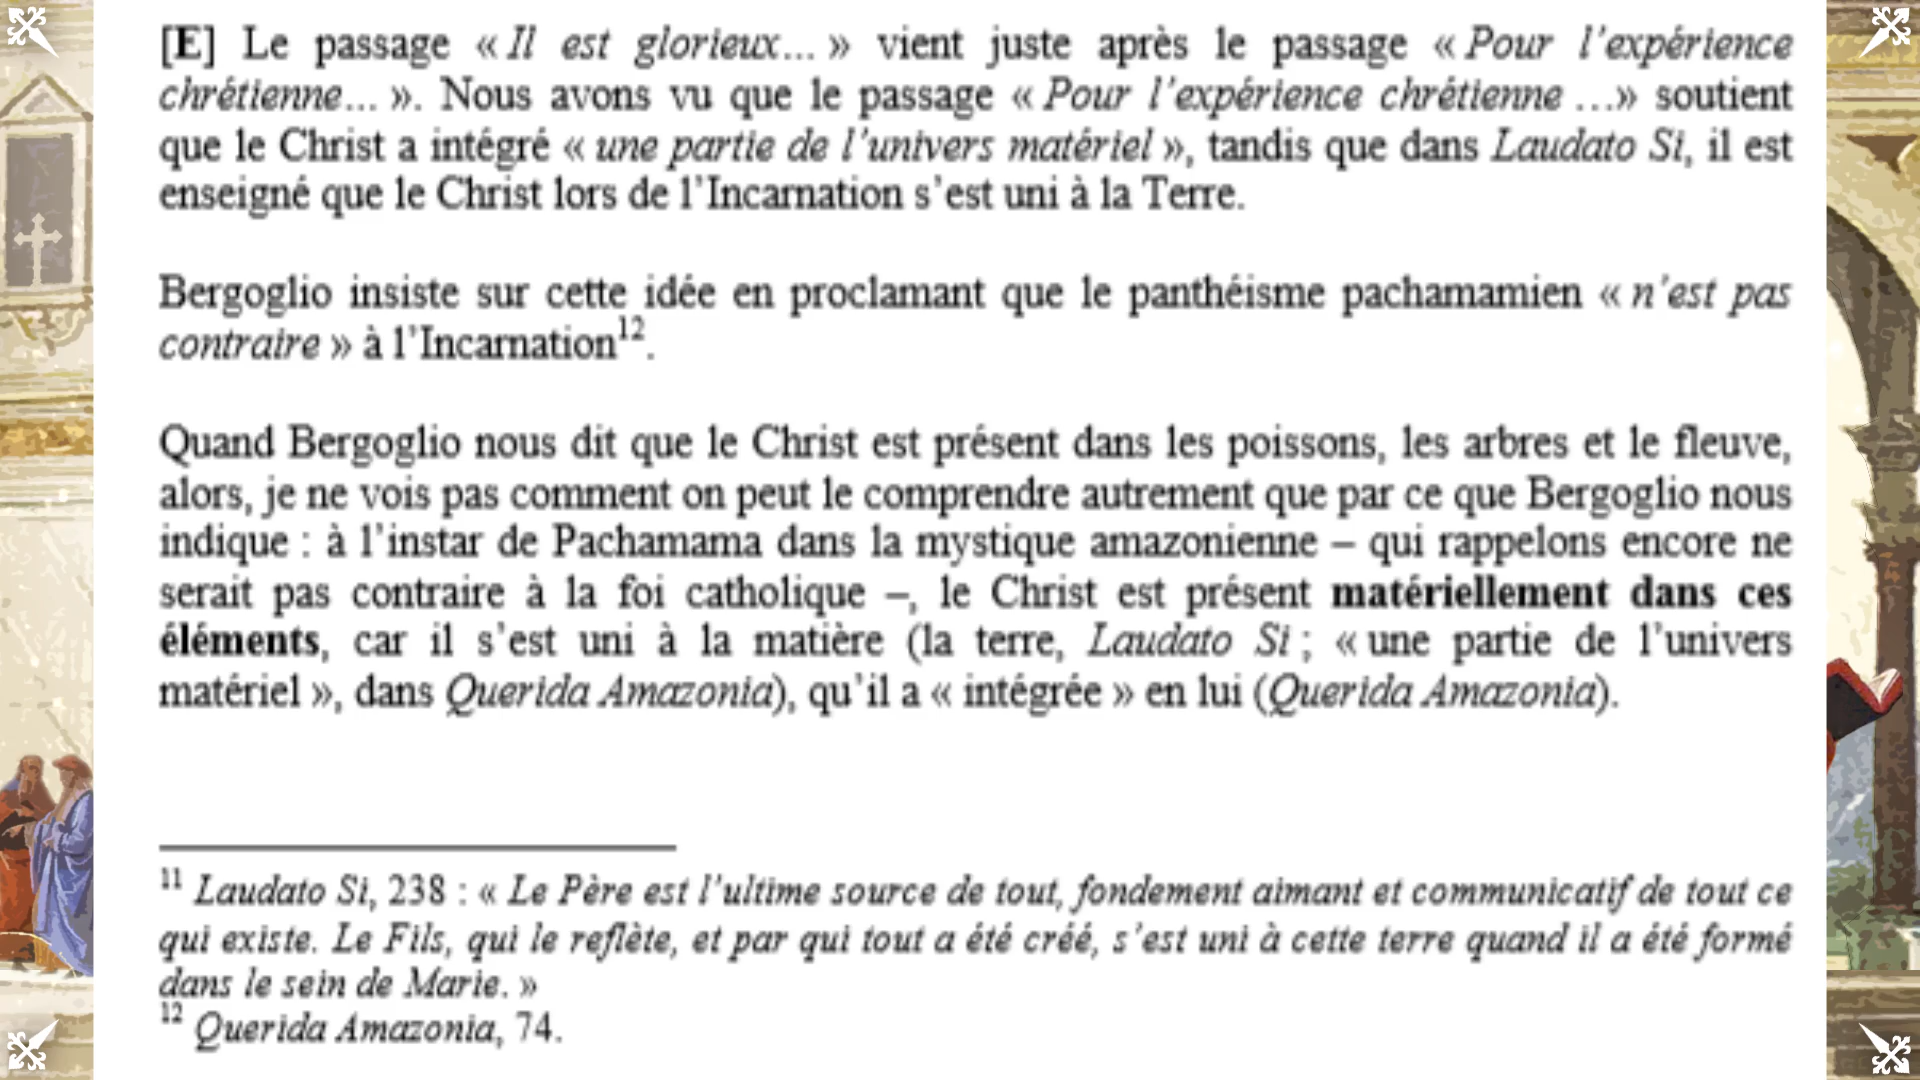 [E] Le passage « Il est glorieux… » vient juste après le passage « Pour l’expérience
chrétienne… ». Nous avons vu que le passage « Pour l’expérience chrétienne …» soutient
que le Christ a intégré « une partie de l’univers matériel », tandis que dans Laudato Si, il est
enseigné que le Christ lors de l’Incarnation s’est uni à la Terre.
Bergoglio insiste sur cette idée en proclamant que le panthéisme pachamamien « n’est pas
contraire » à l’Incarnation12.
Quand Bergoglio nous dit que le Christ est présent dans les poissons, les arbres et le fleuve,
alors, je ne vois pas comment on peut le comprendre autrement que par ce que Bergoglio nous
indique : à l’instar de Pachamama dans la mystique amazonienne – qui rappelons encore ne
serait pas contraire à la foi catholique –, le Christ est présent matériellement dans ces
éléments, car il s’est uni à la matière (la terre, Laudato Si ; « une partie de l’univers
matériel », dans Querida Amazonia), qu’il a « intégrée » en lui (Querida Amazonia).
11 Laudato Si, 238 : « Le Père est l’ultime source de tout, fondement aimant et communicatif de tout ce
qui existe. Le Fils, qui le reflète, et par qui tout a été créé, s’est uni à cette terre quand il a été formé
dans le sein de Marie. »
12 Querida Amazonia, 74.